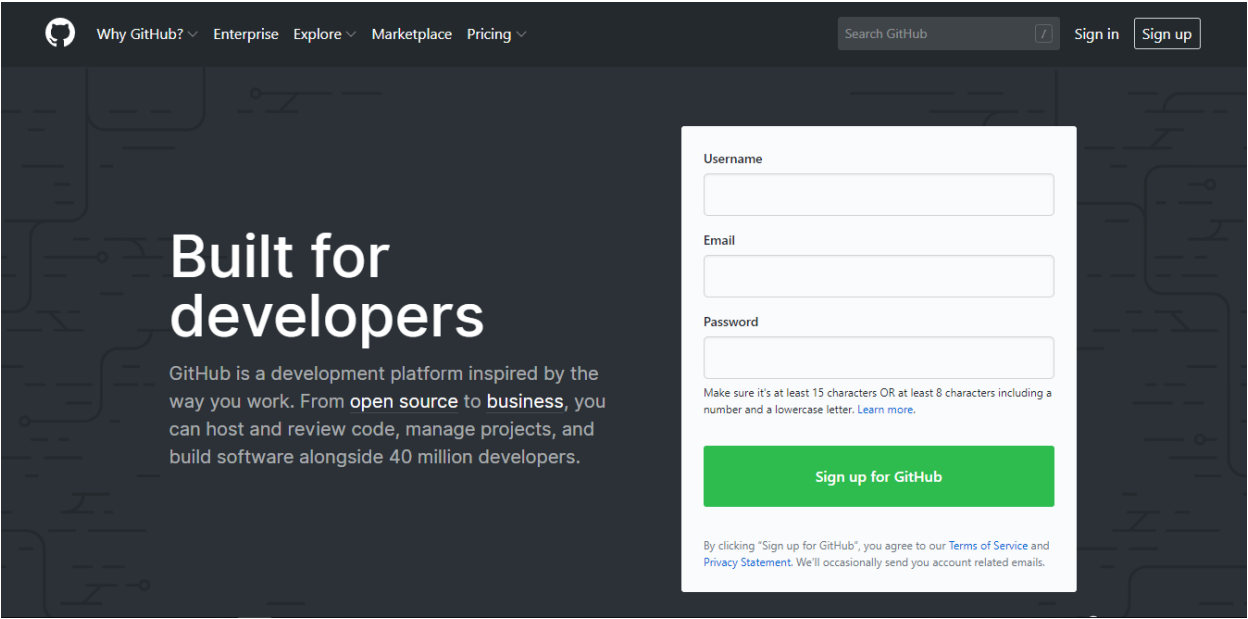 Why GitHub? Enterprise Explore Marketplace Pricing Search GitHub / Sign in Sign up
Built for
developers
GitHub is a development platform inspired by the
way you work. From open source to business, you
can host and review code, manage projects, and
build software alongside 40 million developers.
Username
Email
Password
Make sure it's at least 15 characters OR at least 8 characters including a
number and a lowercase letter. Learn more.
Sign up for GitHub
By clicking "Sign up for GitHub", you agree to our Terms of Service and
Privacy Statement. We'll occasionally send you account related emails.